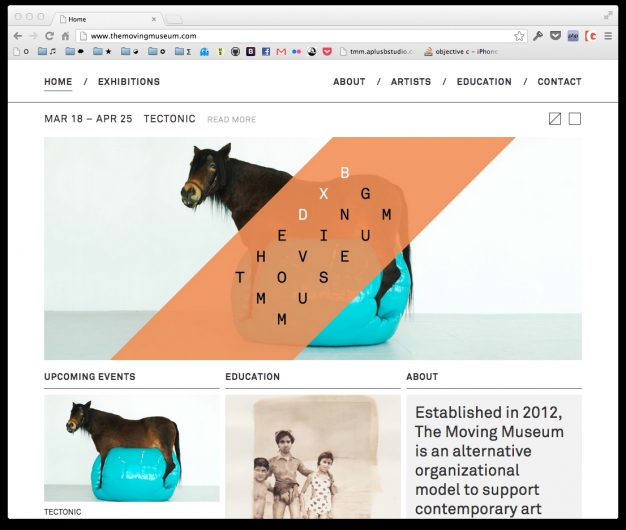 Home
www.themovingmuseum.com
tmm.aplusbstudio.c
objective c - iPhone
HOME / EXHIBITIONS
ABOUT / ARTISTS / EDUCATION / CONTACT
MAR 18 – APR 25 TECTONIC READ MORE
B
X G
D N M
E I U
H V E
T O S
M U
M
UPCOMING EVENTS
EDUCATION
ABOUT
TECTONIC
Established in 2012,
The Moving Museum
is an alternative
organizational
model to support
contemporary art